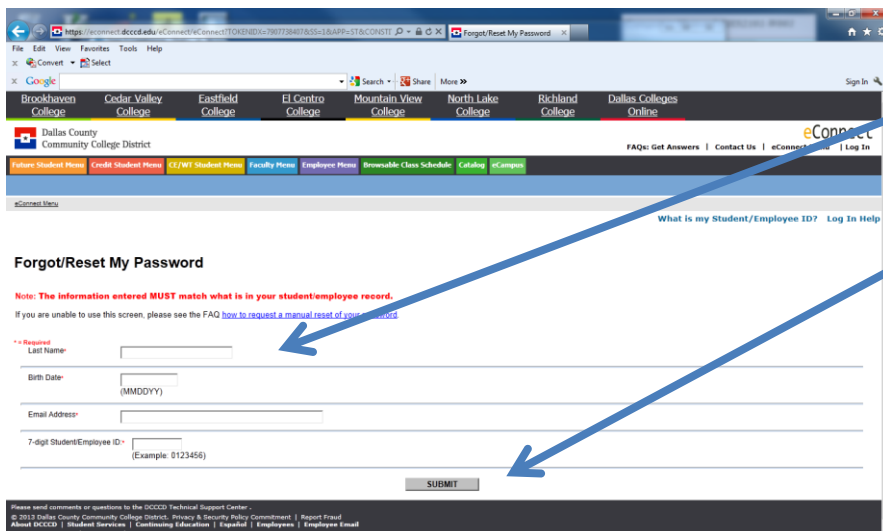 https://econnect.dcccd.edu/eConnect/eConnect?TOKENIDX=7907738407&SS=1&APP=ST&CONSTI
Forgot/Reset My Password
File Edit View Favorites Tools Help
Convert Select
Google Search Share More >> Sign In
Brookhaven College
Cedar Valley College
Eastfield College
El Centro College
Mountain View College
North Lake College
Richland College
Dallas Colleges Online
Dallas County
Community College District
eConnect
FAQs: Get Answers | Contact Us | eConnect | Log In
Future Student Menu Credit Student Menu CE/WT Student Menu Faculty Menu Employee Menu Browsable Class Schedule Catalog eCampus
eConnect Menu
What is my Student/Employee ID? Log In Help
Forgot/Reset My Password
Note: The information entered MUST match what is in your student/employee record.
If you are unable to use this screen, please see the FAQ how to request a manual reset of your password.
* = Required
Last Name*
Birth Date*
(MMDDYY)
Email Address*
7-digit Student/Employee ID:*
(Example: 0123456)
SUBMIT
Please send comments or questions to the DCCCD Technical Support Center .
© 2013 Dallas County Community College District. Privacy & Security Policy Commitment | Report Fraud
About DCCCD | Student Services | Continuing Education | Español | Employees | Employee Email